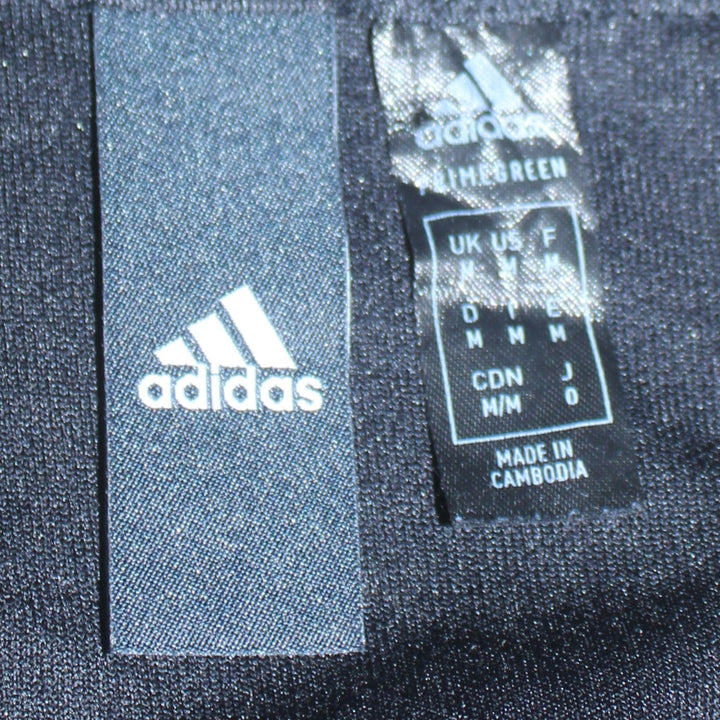 adidas
adidas
PRIMEGREEN
UK US F
M M M
D I E
M M M
CDN J
M/M O
MADE IN
CAMBODIA